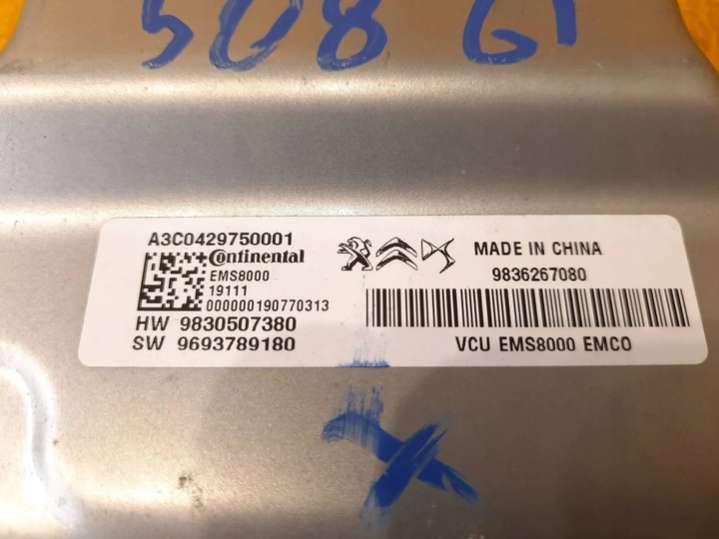 508 GT
A3C0429750001
Continental
EMS8000
19111
000000190770313
HW 9830507380
SW 9693789180
MADE IN CHINA
9836267080
VCU EMS8000 EMCO
X